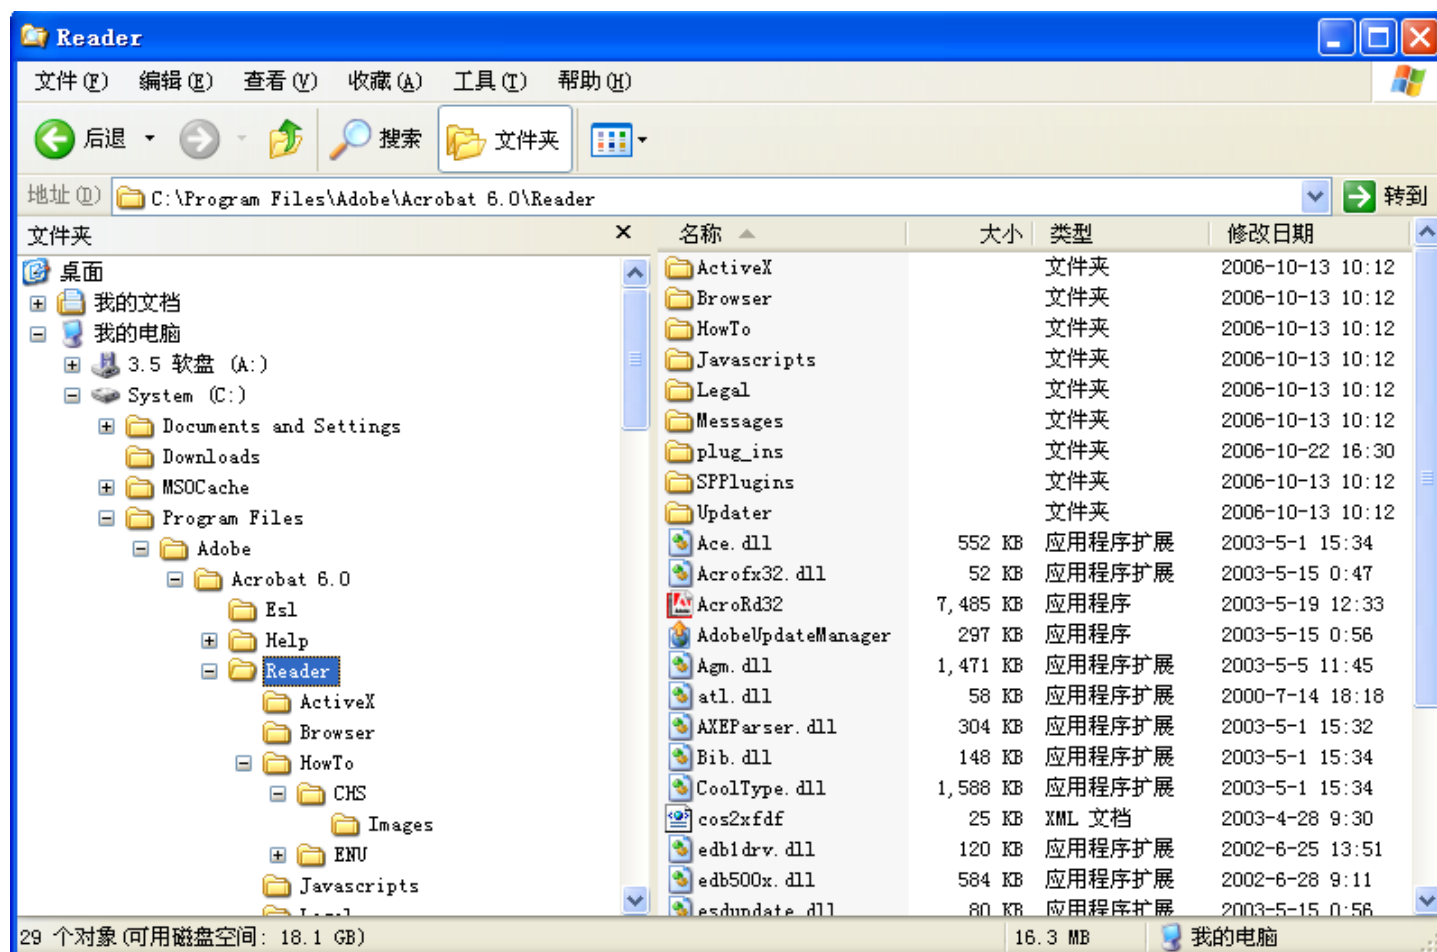 Reader
文件(F) 编辑(E) 查看(V) 收藏(A) 工具(T) 帮助(H)
后退 搜索 文件夹
地址(D) C:\Program Files\Adobe\Acrobat 6.0\Reader 转到
文件夹
桌面
我的文档
我的电脑
3.5 软盘 (A:)
System (C:)
Documents and Settings
Downloads
MSOCache
Program Files
Adobe
Acrobat 6.0
Esl
Help
Reader
ActiveX
Browser
HowTo
CHS
Images
ENU
Javascripts
Legal
名称 大小 类型 修改日期
ActiveX 文件夹 2006-10-13 10:12
Browser 文件夹 2006-10-13 10:12
HowTo 文件夹 2006-10-13 10:12
Javascripts 文件夹 2006-10-13 10:12
Legal 文件夹 2006-10-13 10:12
Messages 文件夹 2006-10-13 10:12
plug_ins 文件夹 2006-10-22 16:30
SPPlugins 文件夹 2006-10-13 10:12
Updater 文件夹 2006-10-13 10:12
Ace.dll 552 KB 应用程序扩展 2003-5-1 15:34
Acrofx32.dll 52 KB 应用程序扩展 2003-5-15 0:47
AcroRd32 7,485 KB 应用程序 2003-5-19 12:33
AdobeUpdateManager 297 KB 应用程序 2003-5-15 0:56
Agm.dll 1,471 KB 应用程序扩展 2003-5-5 11:45
atl.dll 58 KB 应用程序扩展 2000-7-14 18:18
AXEParser.dll 304 KB 应用程序扩展 2003-5-1 15:32
Bib.dll 148 KB 应用程序扩展 2003-5-1 15:34
CoolType.dll 1,588 KB 应用程序扩展 2003-5-1 15:34
cos2xfdf 25 KB XML 文档 2003-4-28 9:30
edb1drv.dll 120 KB 应用程序扩展 2002-6-25 13:51
edb500x.dll 584 KB 应用程序扩展 2002-6-28 9:11
esdupdate.dll 80 KB 应用程序扩展 2003-5-15 0:56
29 个对象(可用磁盘空间: 18.1 GB) 16.3 MB 我的电脑